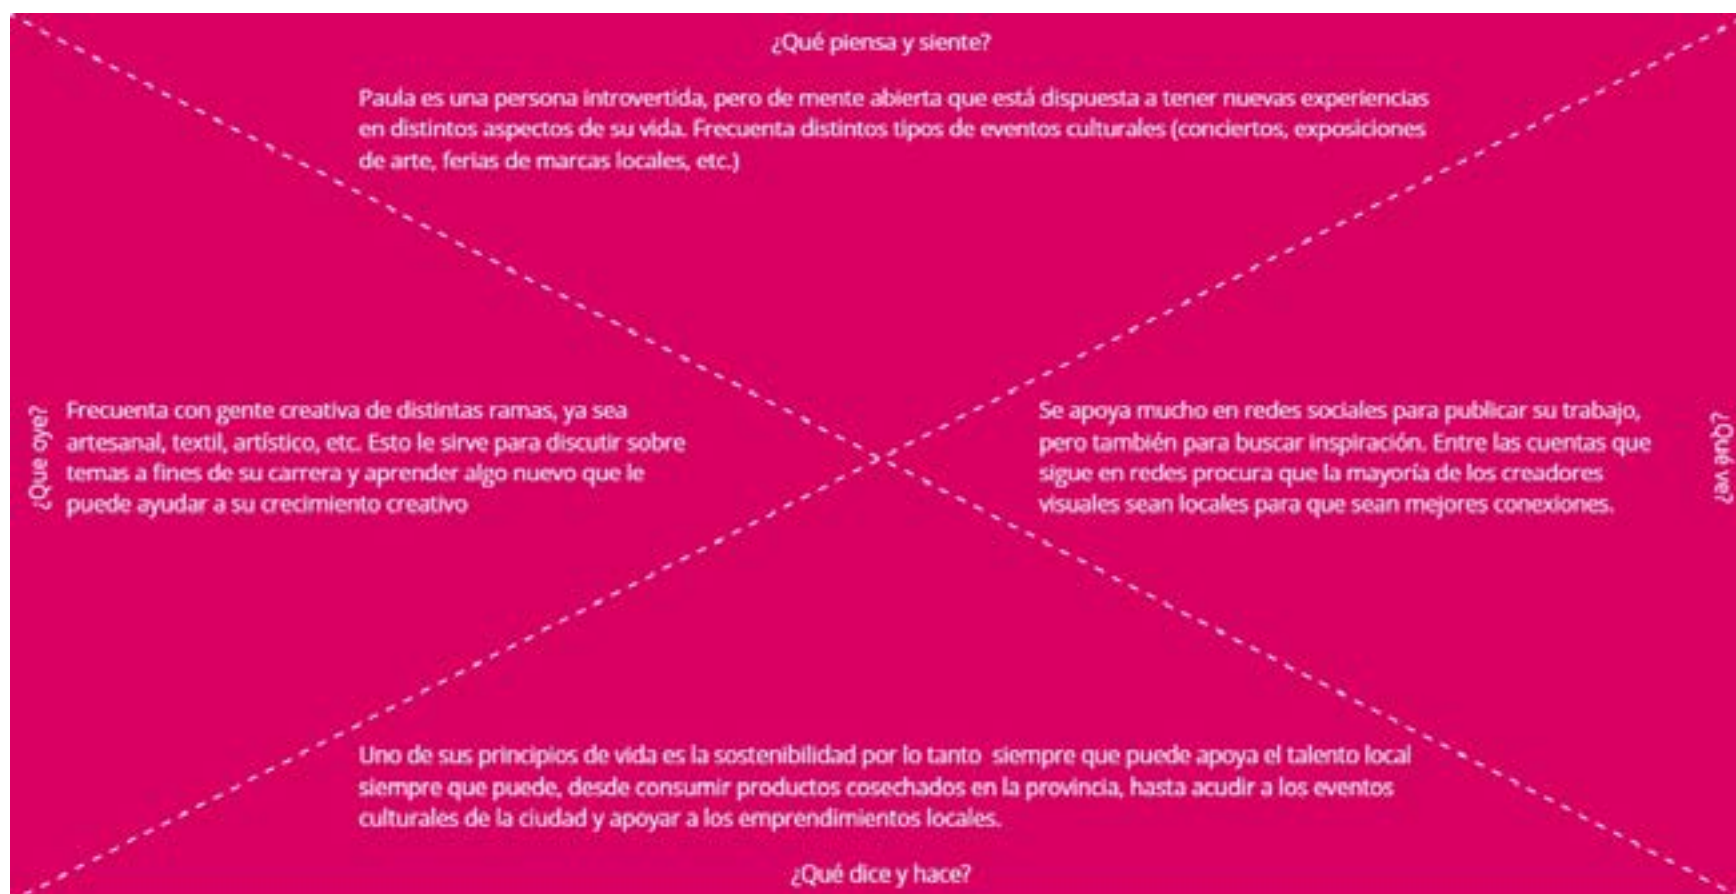 ¿Qué piensa y siente?
Paula es una persona introvertida, pero de mente abierta que está dispuesta a tener nuevas experiencias
en distintos aspectos de su vida. Frecuenta distintos tipos de eventos culturales (conciertos, exposiciones
de arte, ferias de marcas locales, etc.)
¿Que oye?
Frecuenta con gente creativa de distintas ramas, ya sea
artesanal, textil, artístico, etc. Esto le sirve para discutir sobre
temas a fines de su carrera y aprender algo nuevo que le
puede ayudar a su crecimiento creativo
Se apoya mucho en redes sociales para publicar su trabajo,
pero también para buscar inspiración. Entre las cuentas que
sigue en redes procura que la mayoría de los creadores
visuales sean locales para que sean mejores conexiones.
¿Qué ve?
Uno de sus principios de vida es la sostenibilidad por lo tanto  siempre que puede apoya el talento local
siempre que puede, desde consumir productos cosechados en la provincia, hasta acudir a los eventos
culturales de la ciudad y apoyar a los emprendimientos locales.
¿Qué dice y hace?